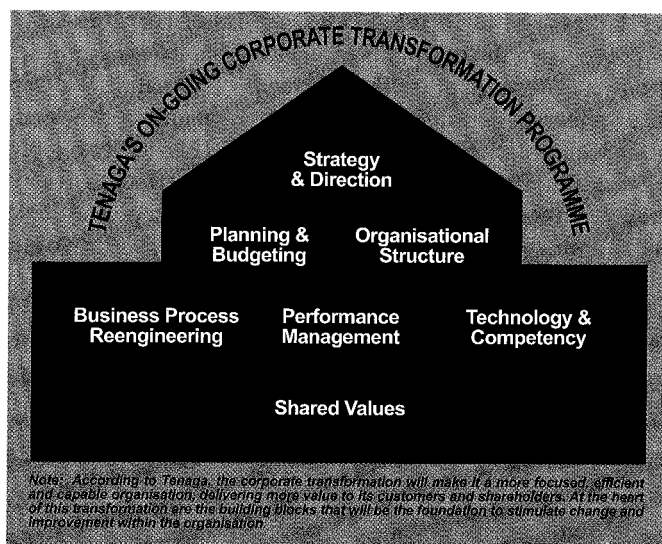 TENAGA'S ON-GOING CORPORATE TRANSFORMATION PROGRAMME
Strategy
& Direction
Planning &
Budgeting
Organisational
Structure
Business Process
Reengineering
Performance
Management
Technology &
Competency
Shared Values
Note: According to Tenaga, the corporate transformation will make it a more focused, efficient
and capable organisation, delivering more value to its customers and shareholders. At the heart
of this transformation are the building blocks that will be the foundation to stimulate change and
improvement within the organisation